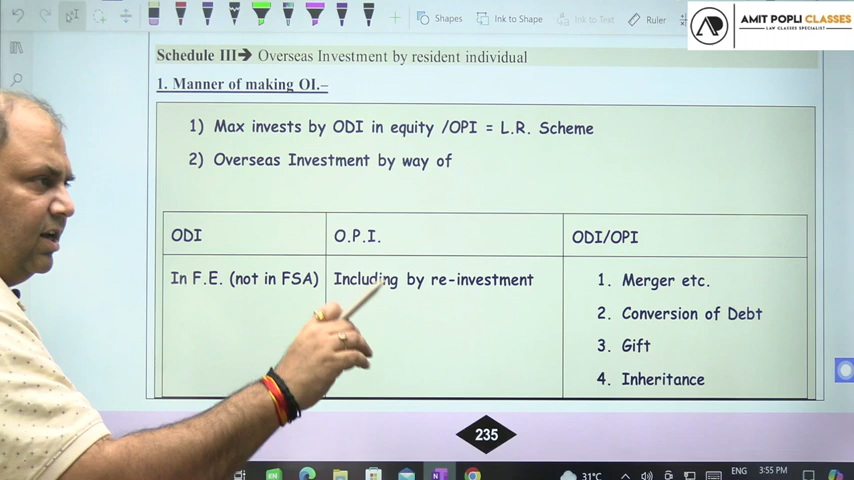 Shapes
Ink to Shape
Ink to Text
Ruler
AMIT POPLI CLASSES
LAW CLASSES SPECIALIST
Schedule III→ Overseas Investment by resident individual
1. Manner of making OI.–
1) Max invests by ODI in equity /OPI = L.R. Scheme
2) Overseas Investment by way of
ODI
O.P.I.
ODI/OPI
In F.E. (not in FSA)
Including by re-investment
1. Merger etc.
2. Conversion of Debt
3. Gift
4. Inheritance
235
31°C
ENG
3:55 PM